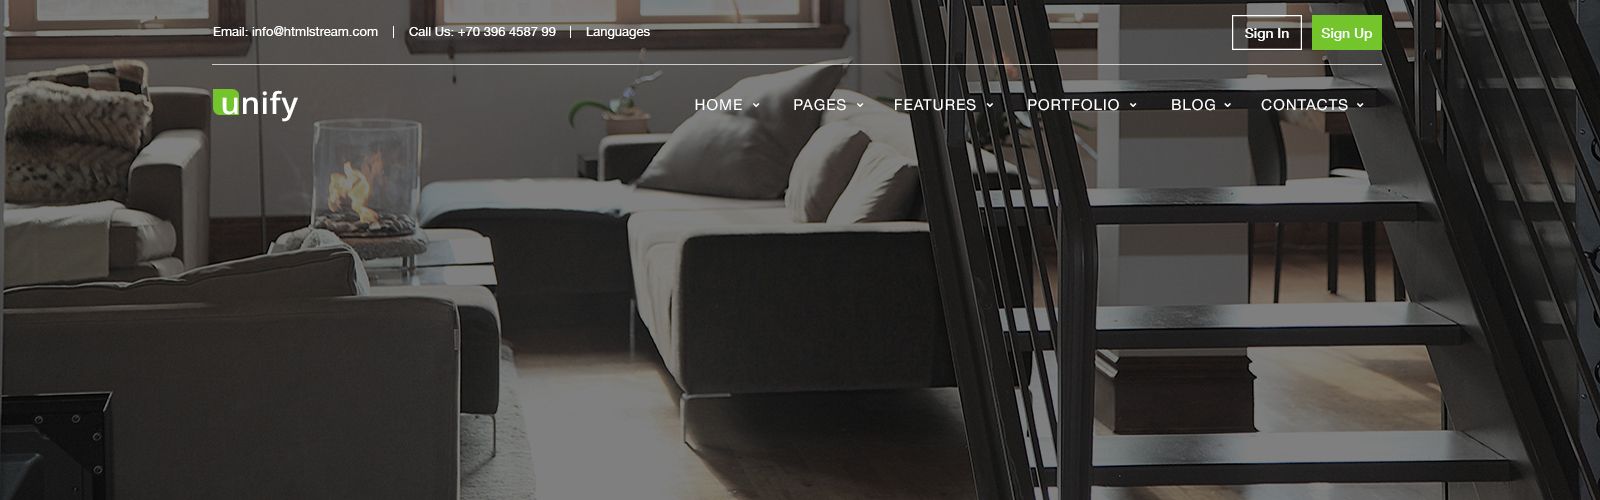 Email: info@htmlstream.com | Call Us: +70 396 4587 99 | Languages
Sign In
Sign Up
unify
HOME PAGES FEATURES PORTFOLIO BLOG CONTACTS